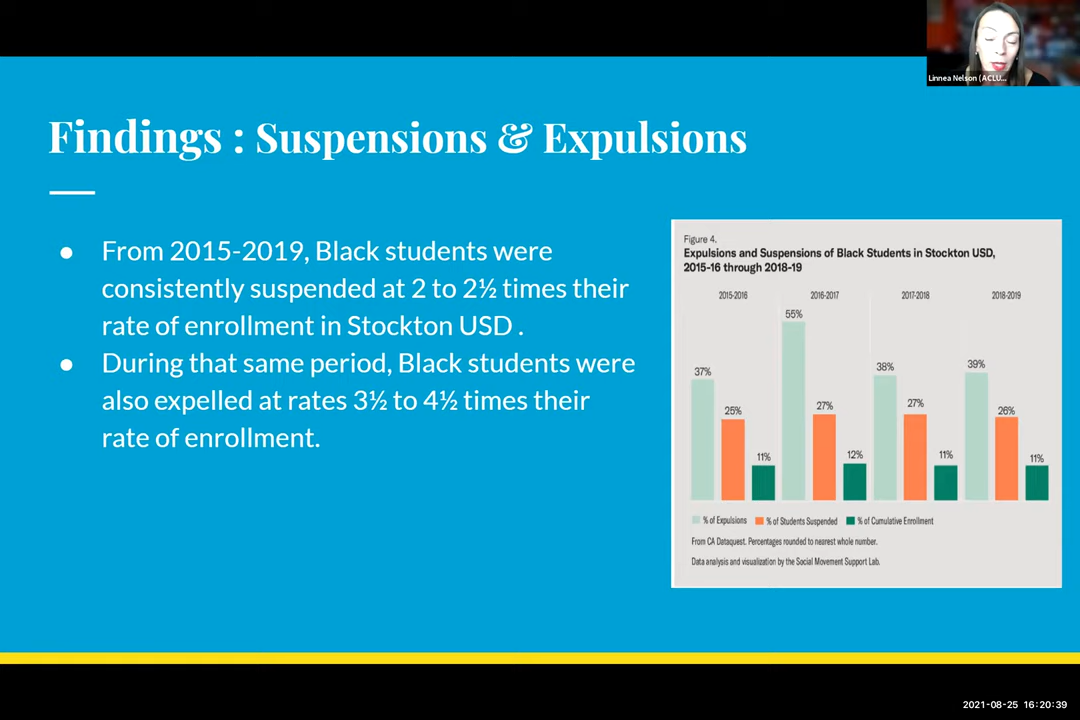 Linnea Nelson (ACLU...
Findings : Suspensions & Expulsions
● From 2015-2019, Black students were
consistently suspended at 2 to 2½ times their
rate of enrollment in Stockton USD .
● During that same period, Black students were
also expelled at rates 3½ to 4½ times their
rate of enrollment.
Figure 4.
Expulsions and Suspensions of Black Students in Stockton USD,
2015-16 through 2018-19
2015-2016 2016-2017 2017-2018 2018-2019
37% 25% 11% 55% 27% 12% 38% 27% 11% 39% 26% 11%
% of Expulsions % of Students Suspended % of Cumulative Enrollment
From CA Dataquest. Percentages rounded to nearest whole number.
Data analysis and visualization by the Social Movement Support Lab.
2021-08-25 16:20:39